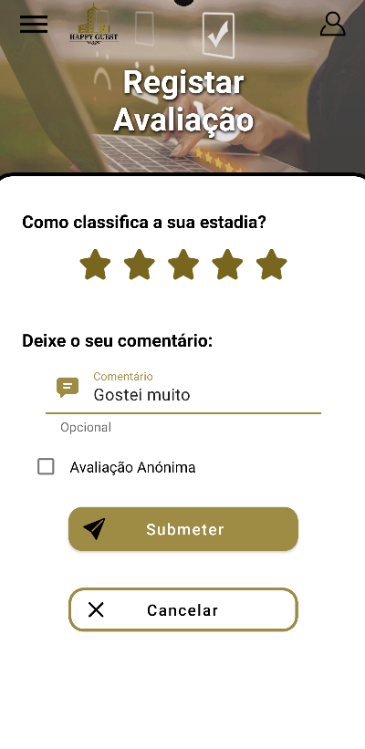 HAPPY GUEST
Registar
Avaliação
Como classifica a sua estadia?
Deixe o seu comentário:
Comentário
Gostei muito
Opcional
Avaliação Anónima
Submeter
Cancelar